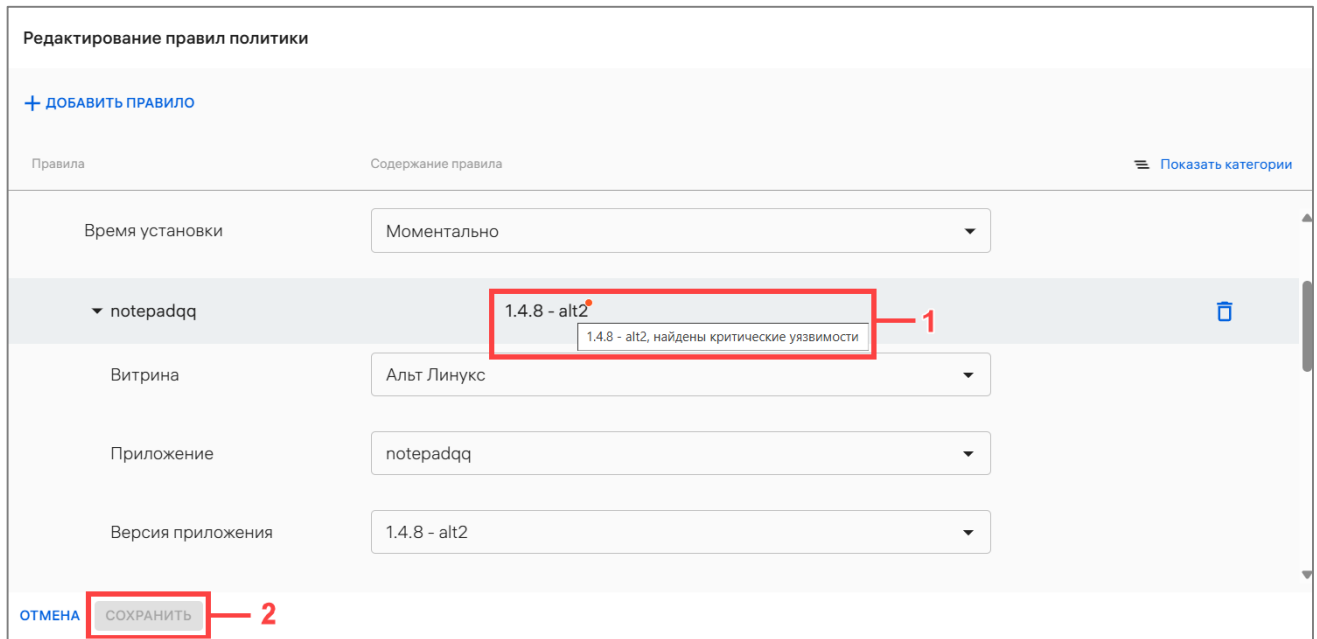 Редактирование правил политики
ДОБАВИТЬ ПРАВИЛО
Правила Содержание правила Показать категории
Время установки Моментально
notepadqq 1.4.8 - alt2 1
1.4.8 - alt2, найдены критические уязвимости
Витрина Альт Линукс
Приложение notepadqq
Версия приложения 1.4.8 - alt2
ОТМЕНА СОХРАНИТЬ 2